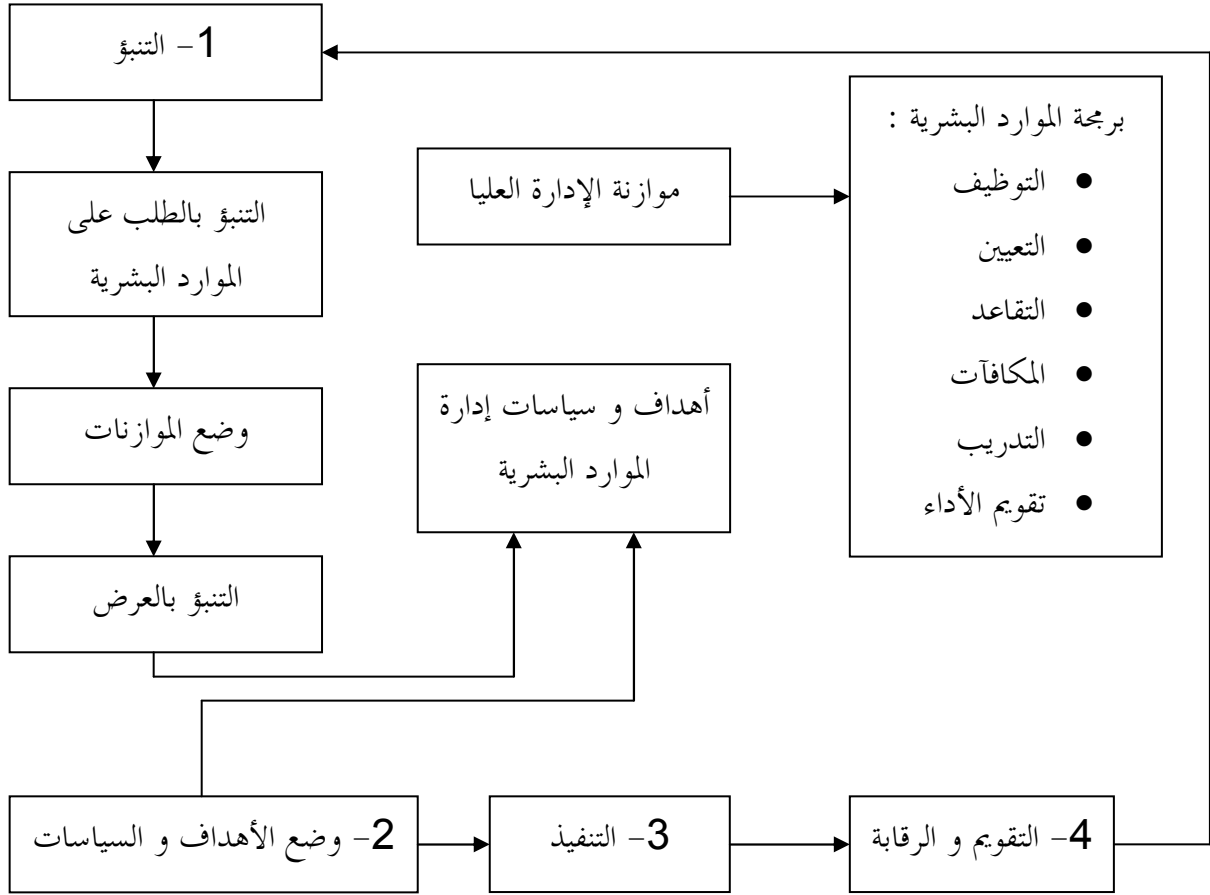 1- التنبؤ
التنبؤ بالطلب على
الموارد البشرية
وضع الموازنات
التنبؤ بالعرض
موازنة الإدارة العليا
أهداف و سياسات إدارة
الموارد البشرية
برمجة الموارد البشرية :
● التوظيف
● التعيين
● التقاعد
● المكافآت
● التدريب
● تقويم الأداء
2- وضع الأهداف و السياسات
3- التنفيذ
4- التقويم و الرقابة